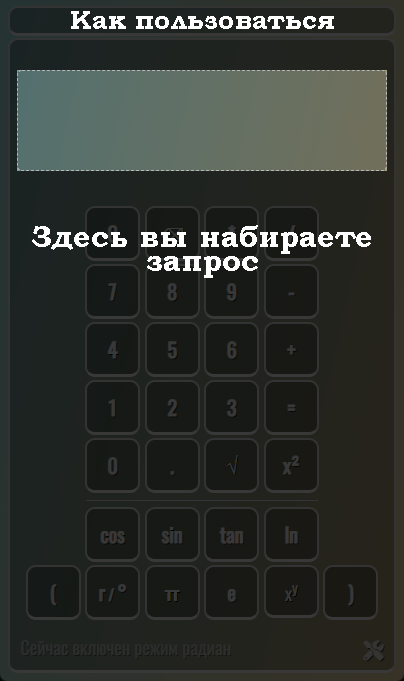 Как пользоваться
Здесь вы набираете
запрос
7 8 9 -
4 5 6 +
1 2 3 =
0 . √ x²
cos sin tan ln
( r/° π e xʸ )
Сейчас включен режим радиан